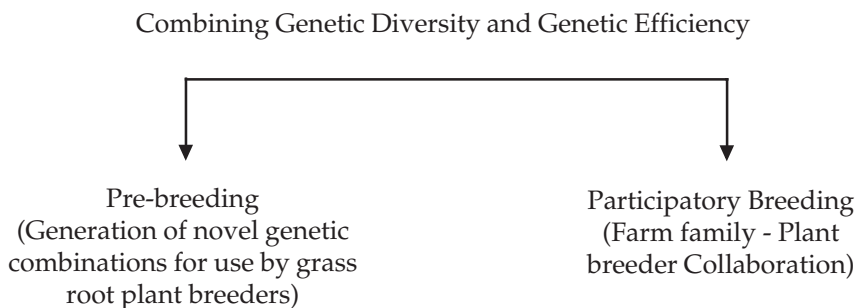 Combining Genetic Diversity and Genetic Efficiency
Pre-breeding
(Generation of novel genetic
combinations for use by grass
root plant breeders)
Participatory Breeding
(Farm family - Plant
breeder Collaboration)